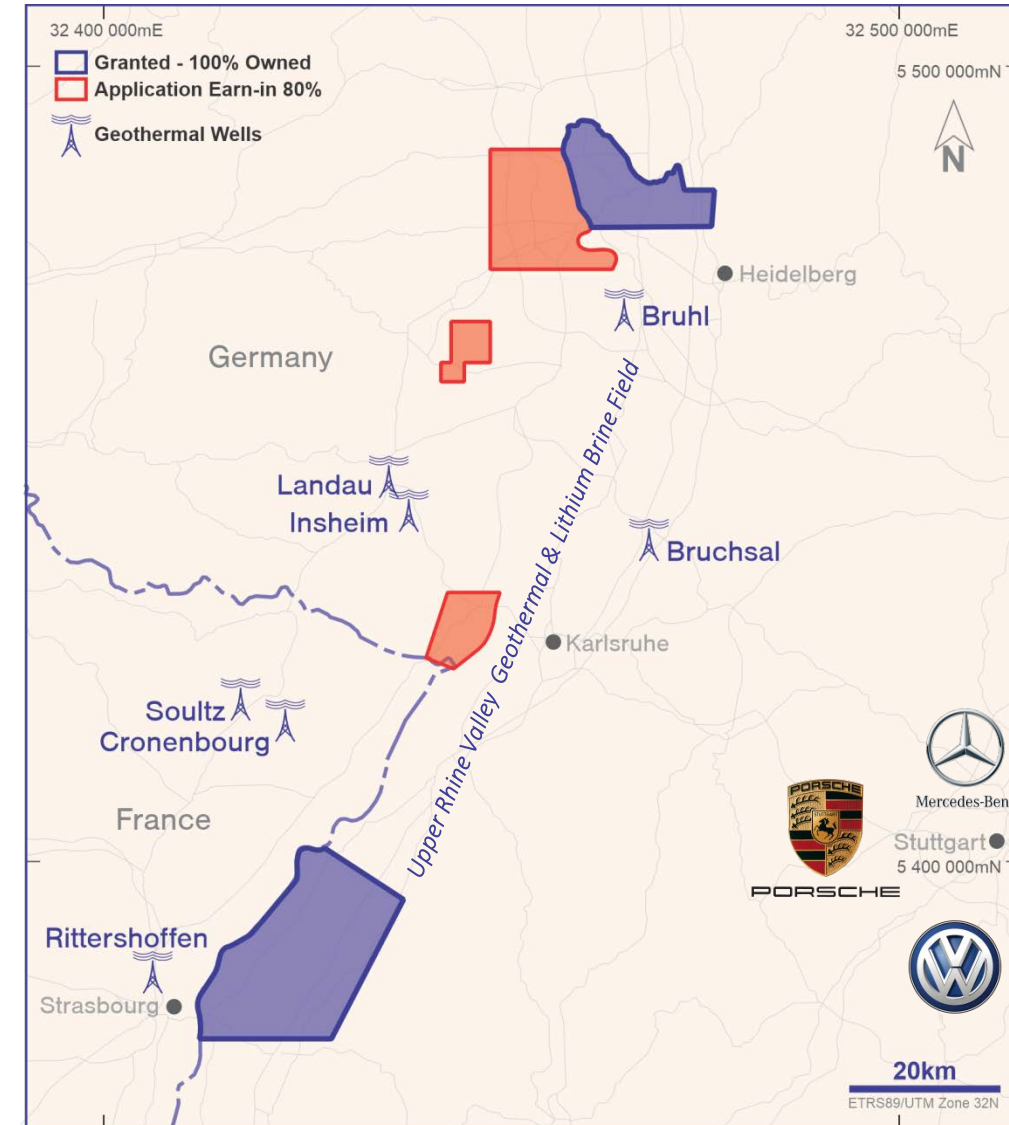 32 400 000mE
32 500 000mE
Granted - 100% Owned
Application Earn-in 80%
Geothermal Wells
5 500 000mN
N
Heidelberg
Bruhl
Germany
Landau
Insheim
Bruchsal
Upper Rhine Valley Geothermal & Lithium Brine Field
Karlsruhe
Soultz
Cronenbourg
France
Mercedes-Ben
PORSCHE
STUTTGART
PORSCHE
Stuttgart
5 400 000mN
Rittershoffen
Strasbourg
20km
ETRS89/UTM Zone 32N